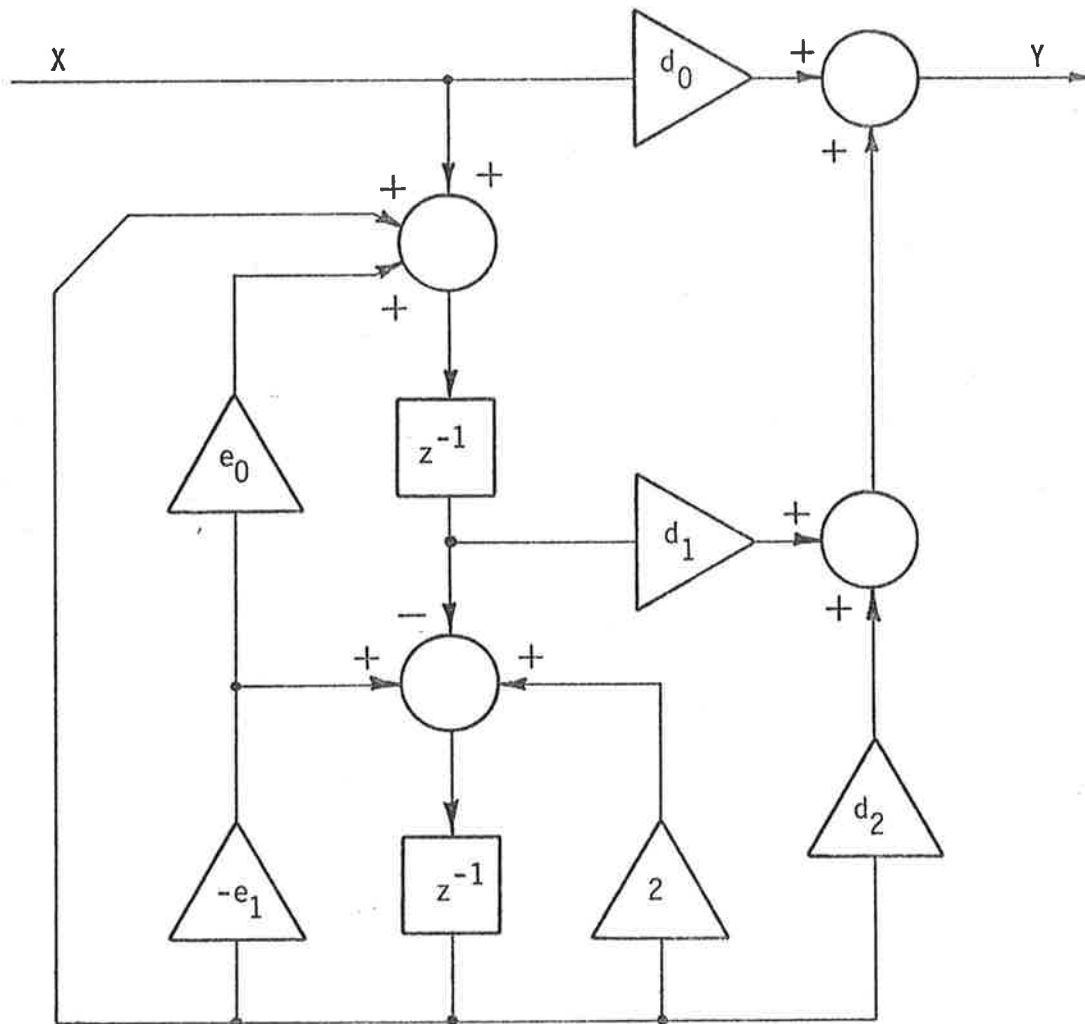 X
d₀
+
Y
+
+
+
+
e₀
z⁻¹
d₁
+
−
+
+
+
-e₁
z⁻¹
2
d₂